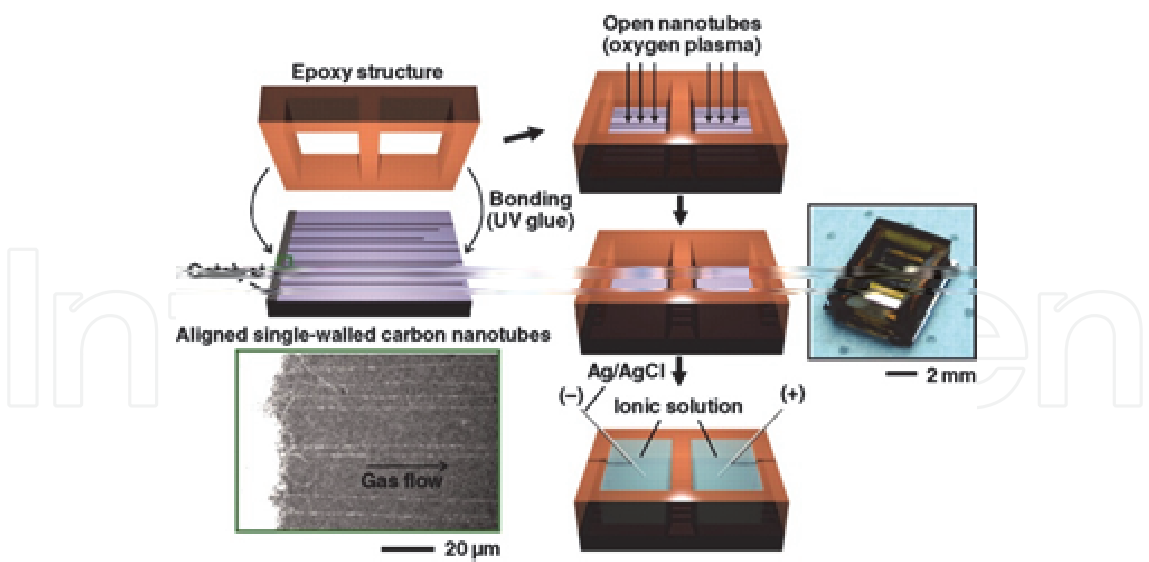 Open nanotubes
(oxygen plasma)
Epoxy structure
Bonding
(UV glue)
Aligned single-walled carbon nanotubes
2 mm
Ag/AgCl
(–)
Ionic solution
(+)
Gas flow
20 µm